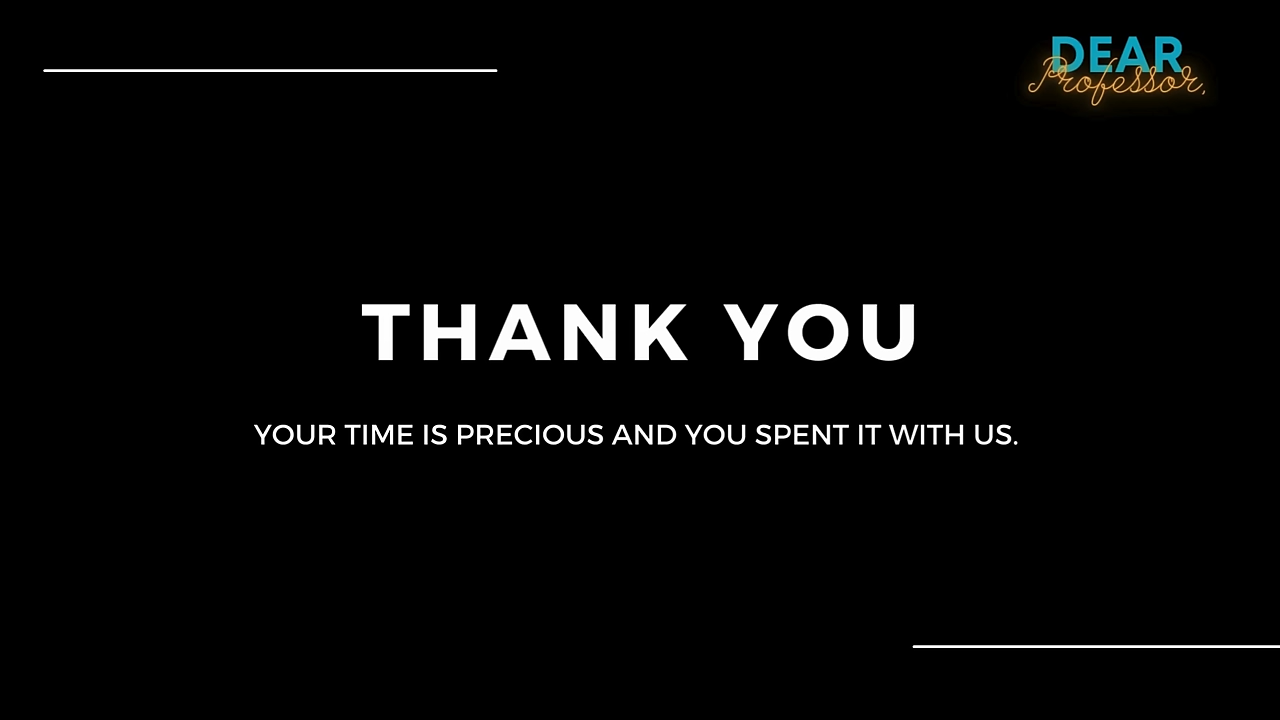 DEAR
Professor,
THANK YOU
YOUR TIME IS PRECIOUS AND YOU SPENT IT WITH US.